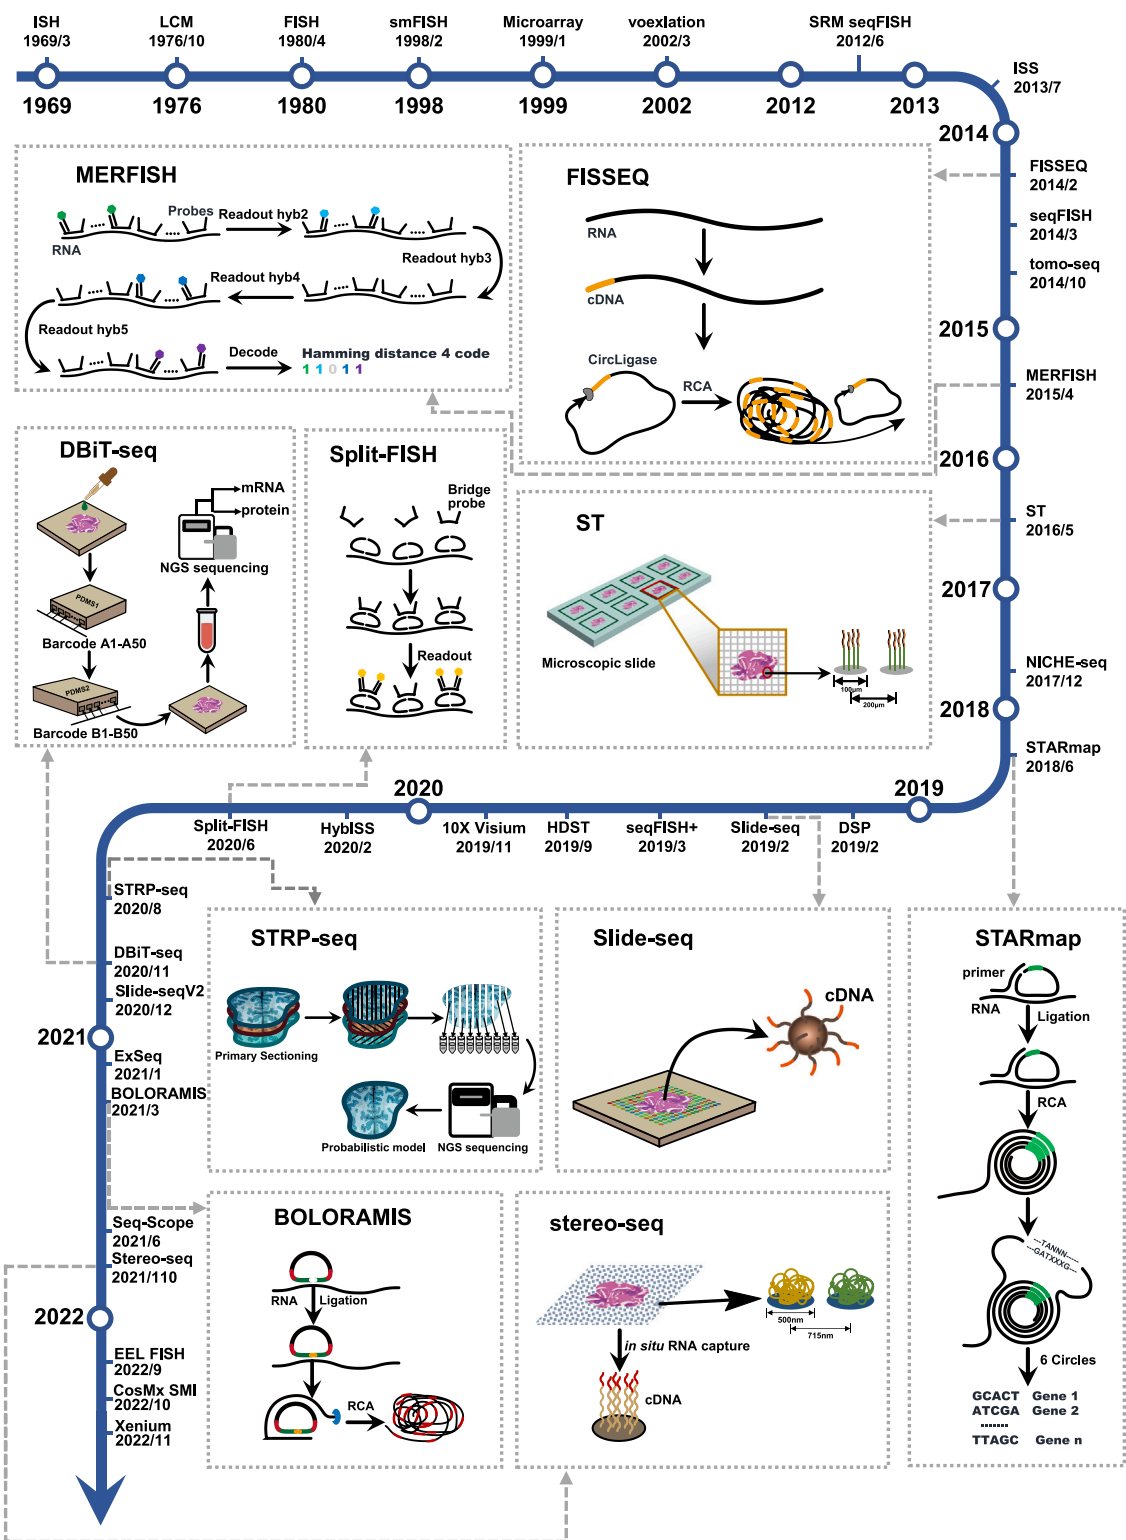 ISH
1969/3
LCM
1976/10
FISH
1980/4
smFISH
1998/2
Microarray
1999/1
voexlation
2002/3
SRM seqFISH
2012/6
ISS
2013/7
1969
1976
1980
1998
1999
2002
2012
2013
2014
FISSEQ
2014/2
seqFISH
2014/3
tomo-seq
2014/10
2015
MERFISH
2015/4
2016
ST
2016/5
2017
NICHE-seq
2017/12
2018
STARmap
2018/6
MERFISH
Probes
Readout hyb2
RNA
Readout hyb3
Readout hyb4
Readout hyb5
Decode
Hamming distance 4 code
1 1 0 1 1
FISSEQ
RNA
cDNA
CircLigase
RCA
DBiT-seq
mRNA
protein
NGS sequencing
PDMS1
Barcode A1-A50
PDMS2
Barcode B1-B50
Split-FISH
Bridge
probe
Readout
ST
Microscopic slide
100μm
200μm
2020
2019
Split-FISH
2020/6
HybISS
2020/2
10X Visium
2019/11
HDST
2019/9
seqFISH+
2019/3
Slide-seq
2019/2
DSP
2019/2
STRP-seq
2020/8
DBiT-seq
2020/11
Slide-seqV2
2020/12
2021
ExSeq
2021/1
BOLORAMIS
2021/3
Seq-Scope
2021/6
Stereo-seq
2021/110
2022
EEL FISH
2022/9
CosMx SMI
2022/10
Xenium
2022/11
STRP-seq
Primary Sectioning
Probabilistic model
NGS sequencing
Slide-seq
cDNA
STARmap
primer
RNA
Ligation
RCA
---TANNN-----
---GATXXXG---
6 Circles
GCACT Gene 1
ATCGA Gene 2
-------
TTAGC Gene n
BOLORAMIS
RNA
Ligation
RCA
stereo-seq
500nm
715nm
in situ RNA capture
cDNA